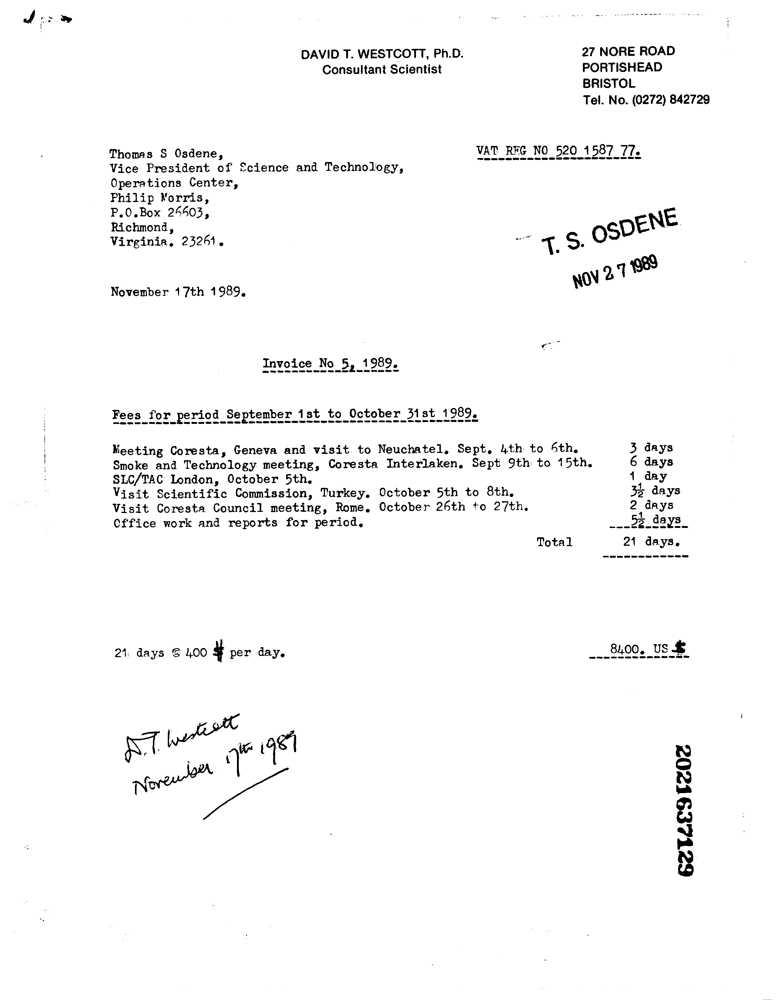 DAVID T. WESTCOTT, Ph.D.
Consultant Scientist
27 NORE ROAD
PORTISHEAD
BRISTOL
Tel. No. (0272) 842729
Thomas S Osdene,
Vice President of Science and Technology,
Operations Center,
Philip Morris,
P.O.Box 26603,
Richmond,
Virginia. 23261.
VAT REG NO 520 1587 77.
T. S. OSDENE
NOV 27 1989
November 17th 1989.
Invoice No 5, 1989.
Fees for period September 1st to October 31st 1989.
Meeting Coresta, Geneva and visit to Neuchatel. Sept. 4th to 6th. 3 days
Smoke and Technology meeting, Coresta Interlaken. Sept 9th to 15th. 6 days
SLC/TAC London, October 5th. 1 day
Visit Scientific Commission, Turkey. October 5th to 8th. 3½ days
Visit Coresta Council meeting, Rome. October 26th to 27th. 2 days
Office work and reports for period. 5½ days
Total 21 days.
21 days @ 400 $ per day. 8400. US $
D.T. Westcott
November 17th 1989
2021637129